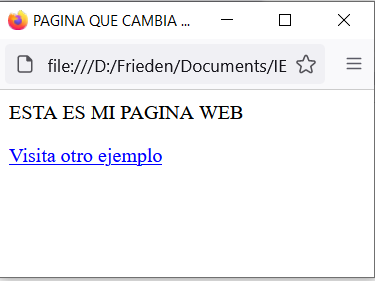 PAGINA QUE CAMBIA ...
file:///D:/Frieden/Documents/IE
ESTA ES MI PAGINA WEB
Visita otro ejemplo